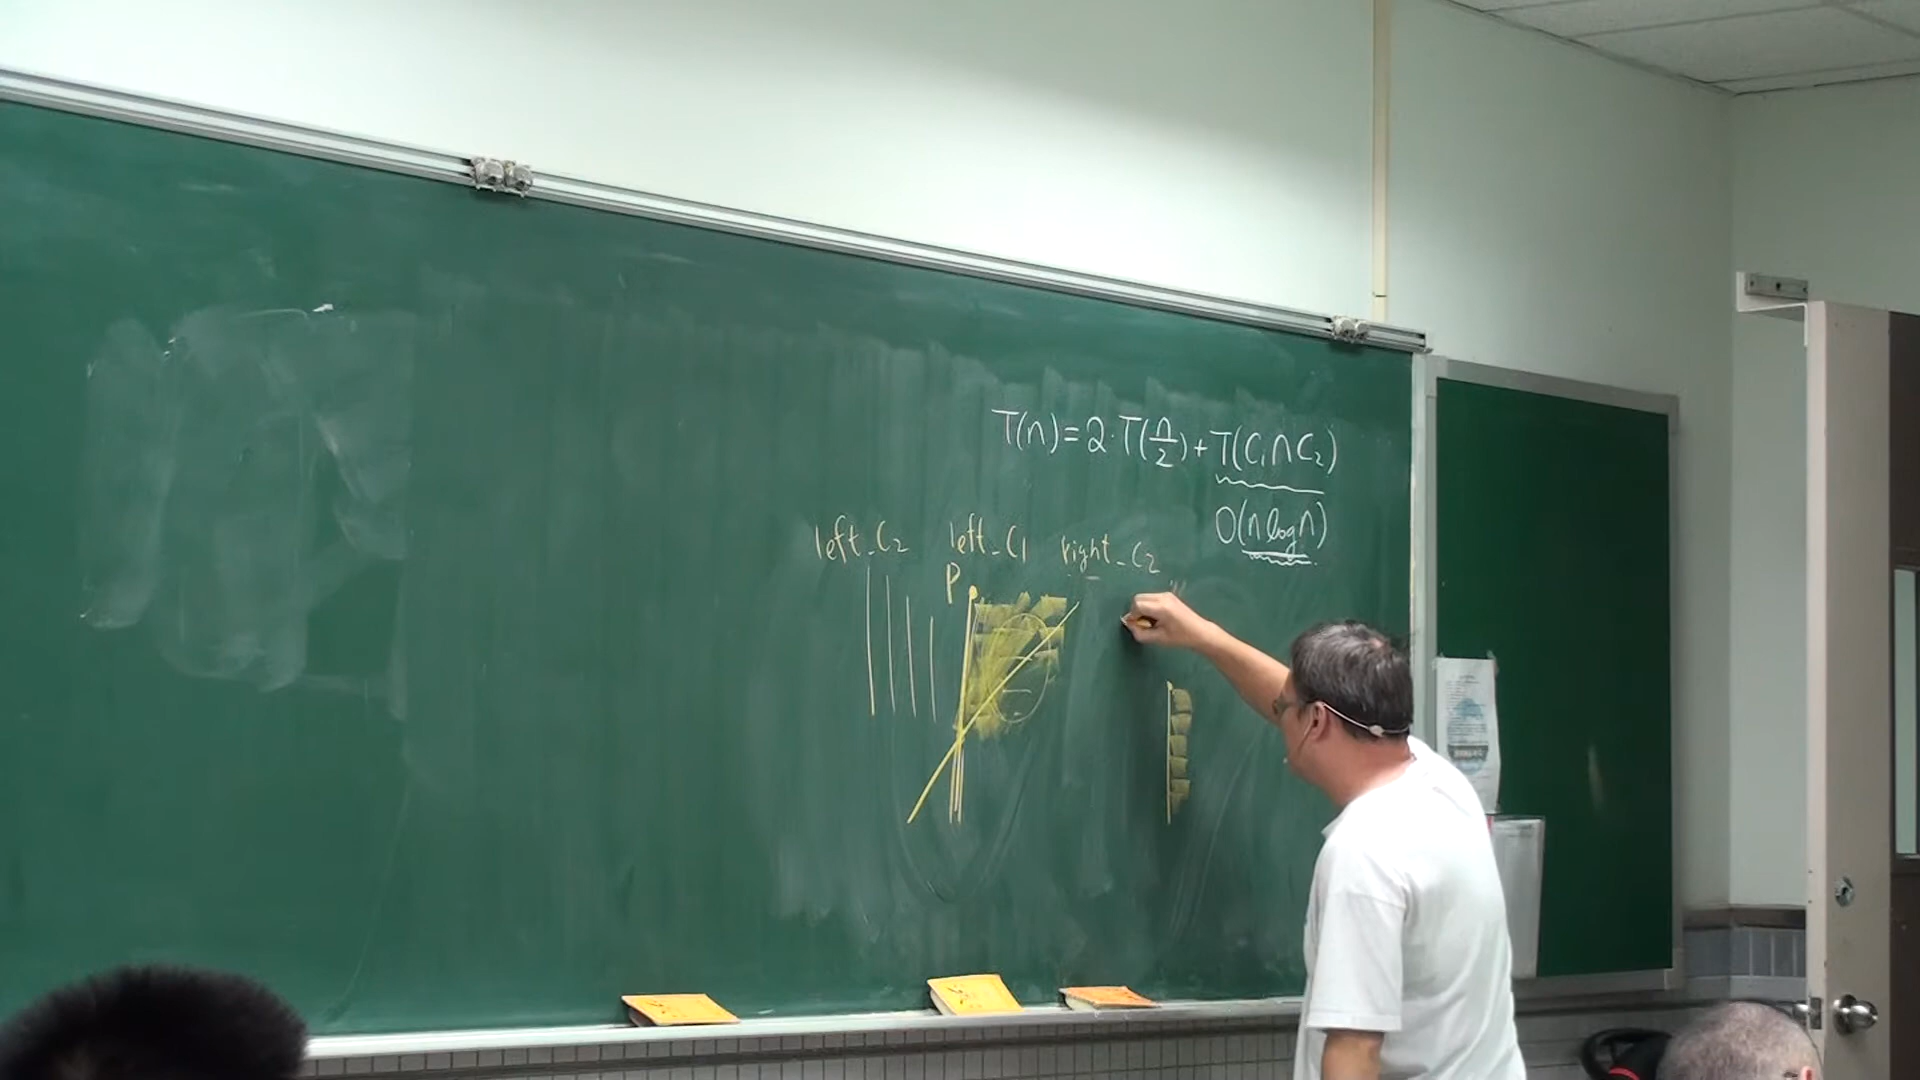 T(n) = 2·T(n/2) + T(C₁∩C₂)
O(n log n)
left_C2 left_C1 right_C2
P